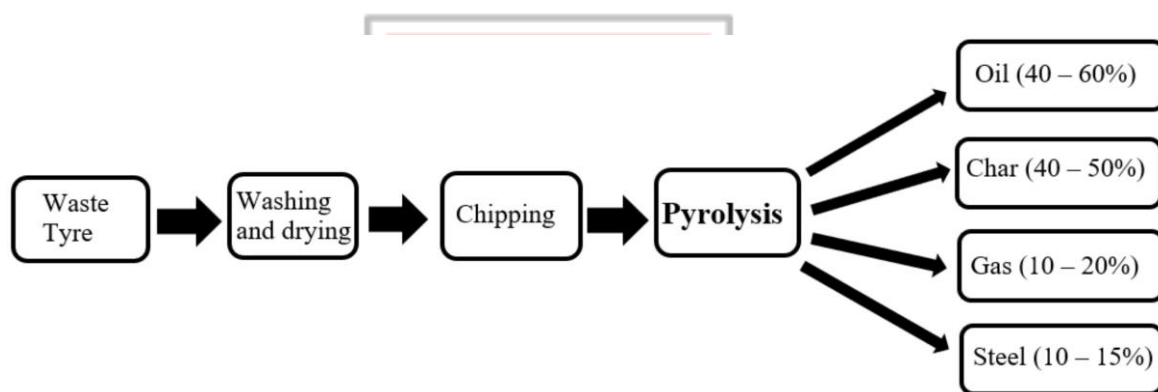 Waste
Tyre
Washing
and drying
Chipping
Pyrolysis
Oil (40 – 60%)
Char (40 – 50%)
Gas (10 – 20%)
Steel (10 – 15%)